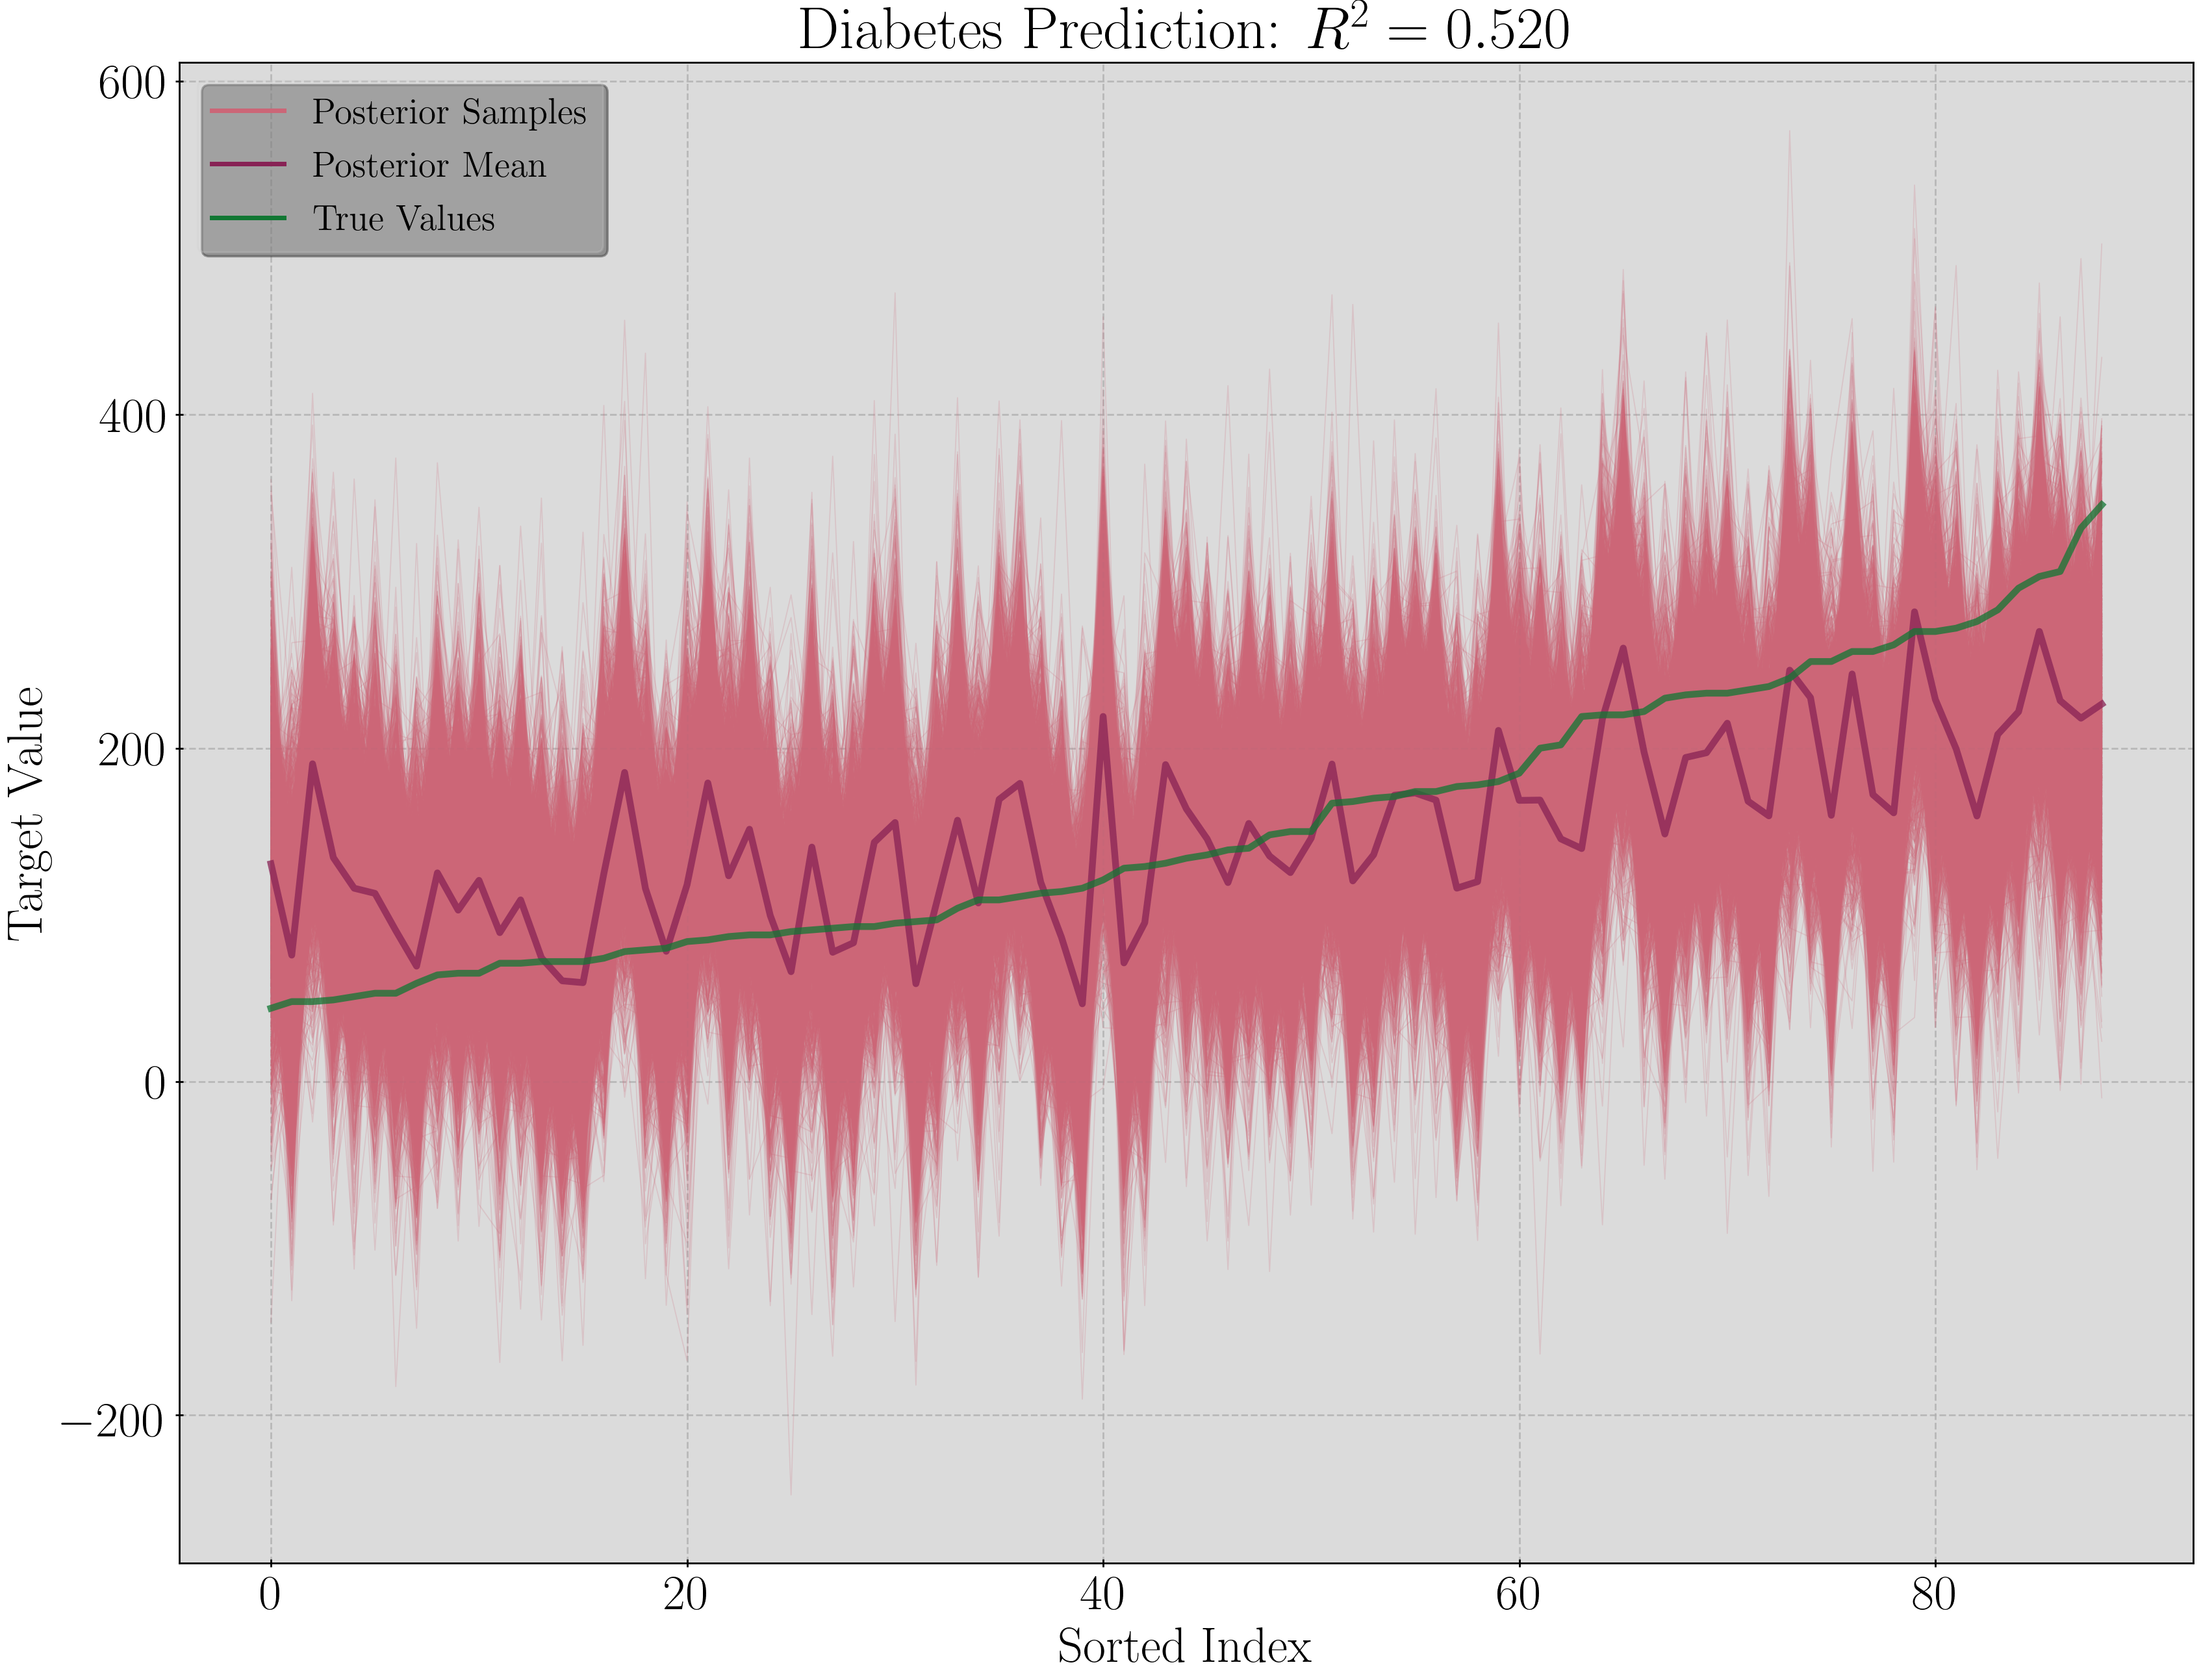 Diabetes Prediction: R² = 0.520
600
400
200
0
−200
Target Value
Posterior Samples
Posterior Mean
True Values
0 20 40 60 80
Sorted Index